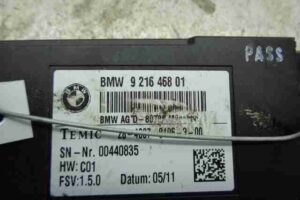 PASS
BMW 9 216 468 01
BMW AG D-80788 München
TEMIC
SN-Nr. 00440835
HW: C01
FSV: 1.5.0 Datum: 05/11